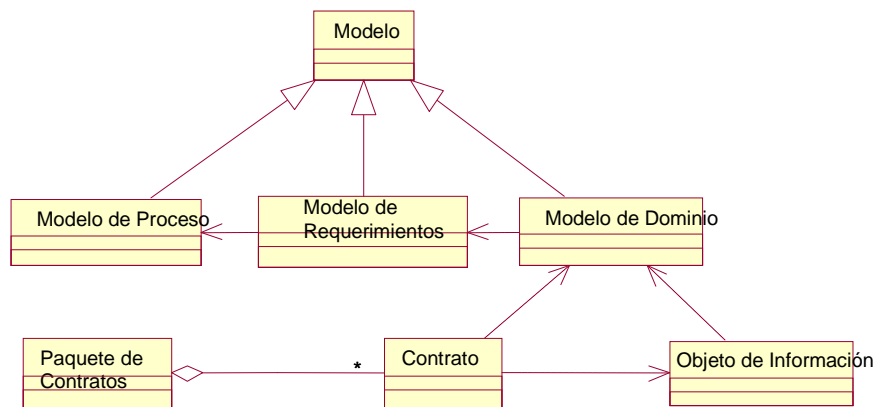 Modelo
Modelo de Proceso
Modelo de
Requerimientos
Modelo de Dominio
Paquete de
Contratos
*
Contrato
Objeto de Información